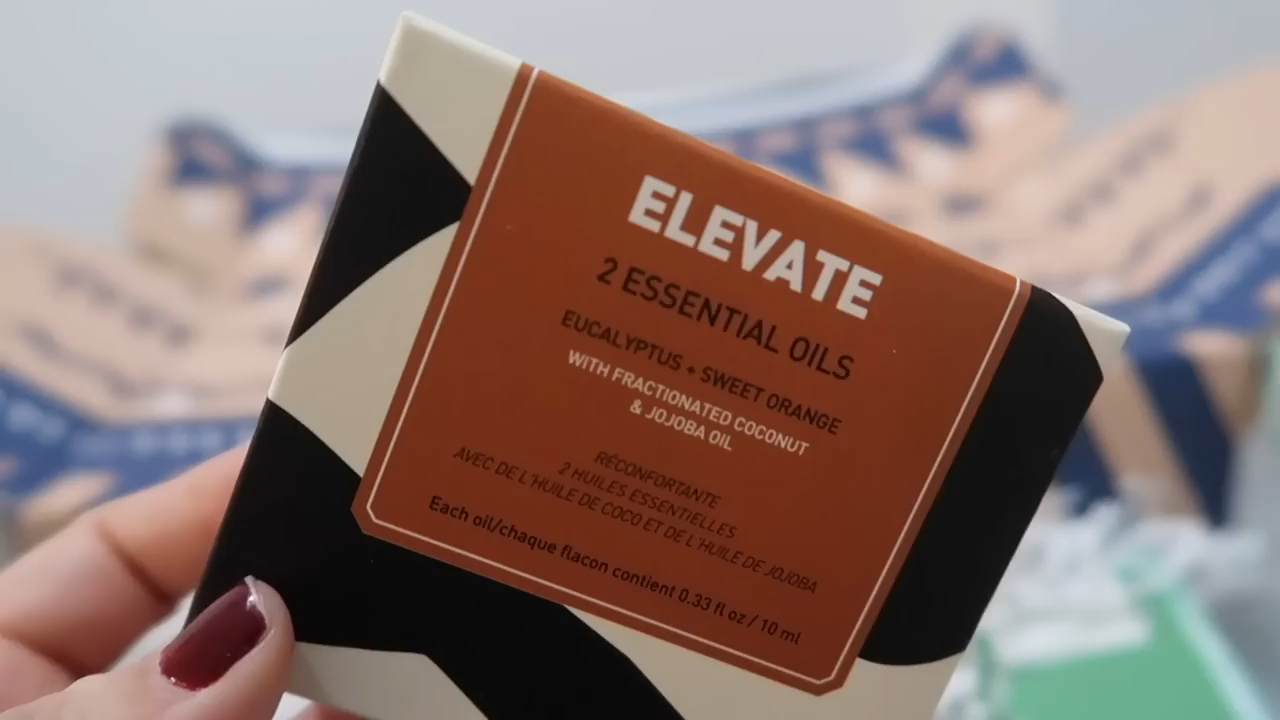 ELEVATE
2 ESSENTIAL OILS
EUCALYPTUS + SWEET ORANGE
WITH FRACTIONATED COCONUT
& JOJOBA OIL
RÉCONFORTANTE
2 HUILES ESSENTIELLES
AVEC DE L'HUILE DE COCO ET DE L'HUILE DE JOJOBA
Each oil/chaque flacon contient 0.33 fl oz / 10 ml